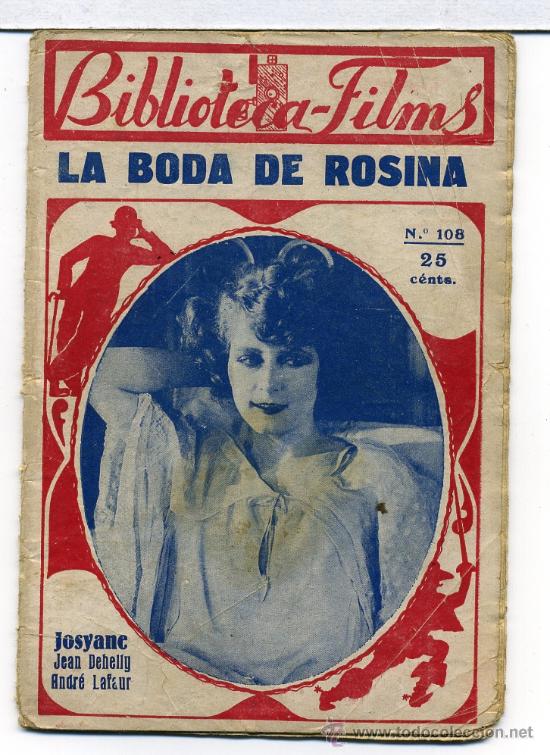 Biblioteca-Films
LA BODA DE ROSINA
N.º 108
25
cénts.
Josyane
Jean Dehelly
André Lafaur
www.todocoleccion.net